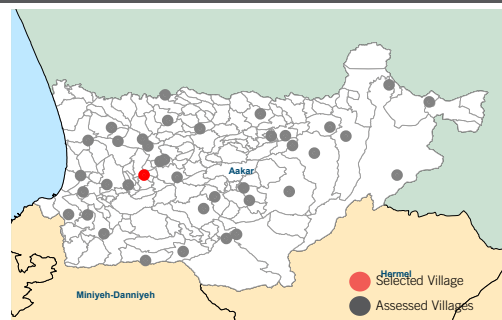 Aakar
Hermel
Selected Village
Miniyeh-Danniyeh
Assessed Villages